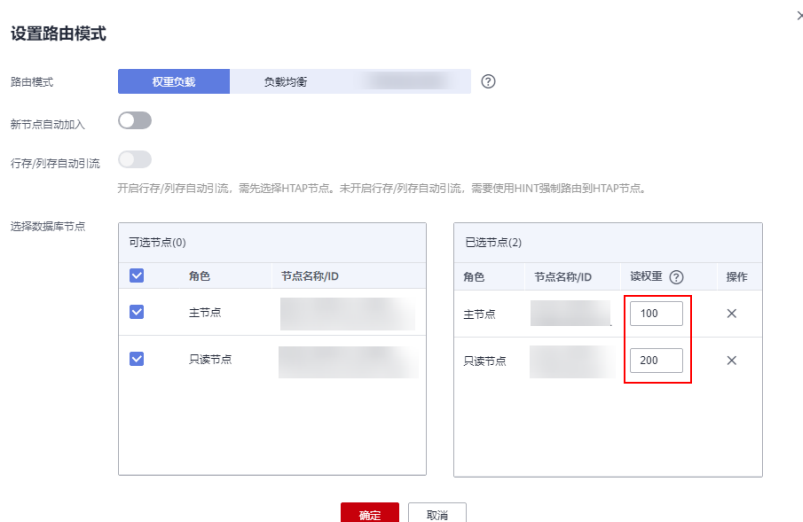 设置路由模式
路由模式 权重负载 负载均衡
新节点自动加入
行存/列存自动引流
开启行存/列存自动引流，需先选择HTAP节点。未开启行存/列存自动引流，需要使用HINT强制路由到HTAP节点。
选择数据库节点
可选节点(0)
角色 节点名称/ID
主节点
只读节点
已选节点(2)
角色 节点名称/ID 读权重 操作
主节点 100
只读节点 200
确定 取消